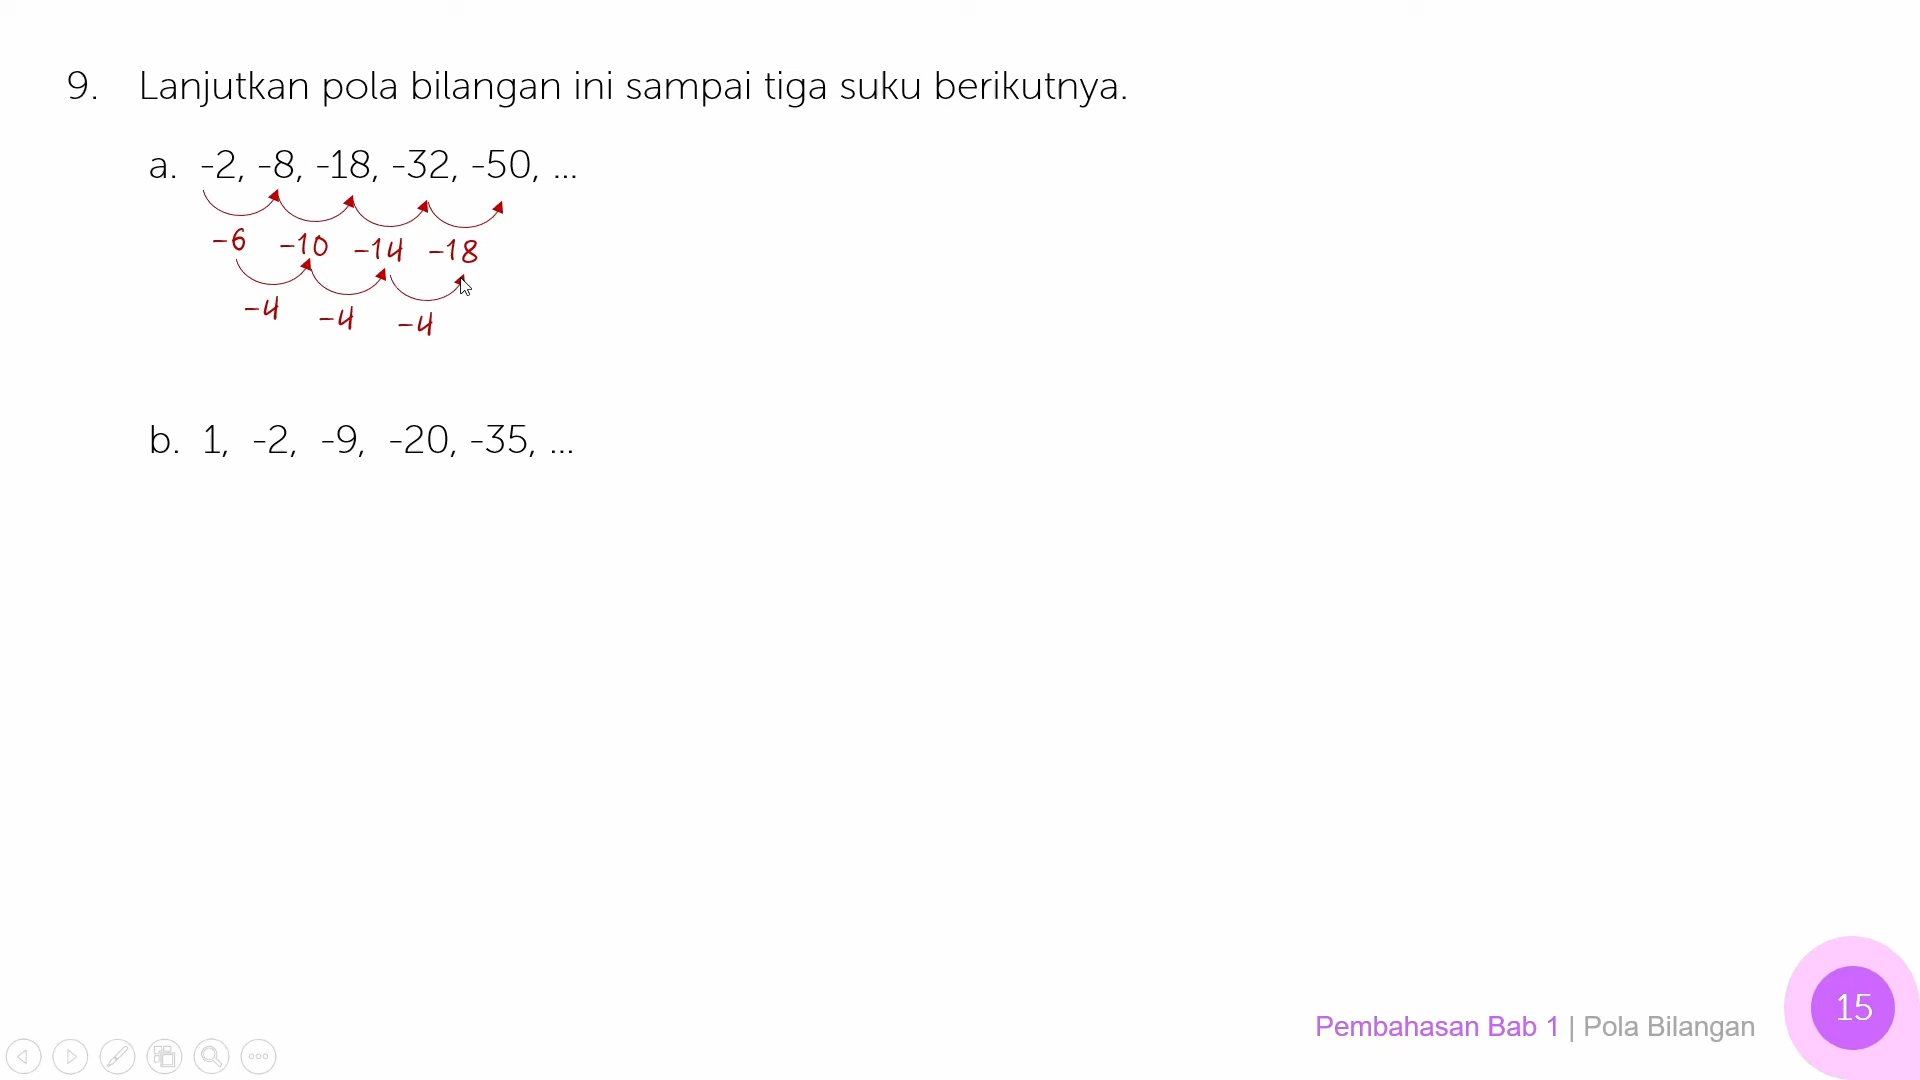 9. Lanjutkan pola bilangan ini sampai tiga suku berikutnya.
a. -2, -8, -18, -32, -50, ...
-6 -10 -14 -18
-4 -4 -4
b. 1, -2, -9, -20, -35, ...
Pembahasan Bab 1 | Pola Bilangan
15